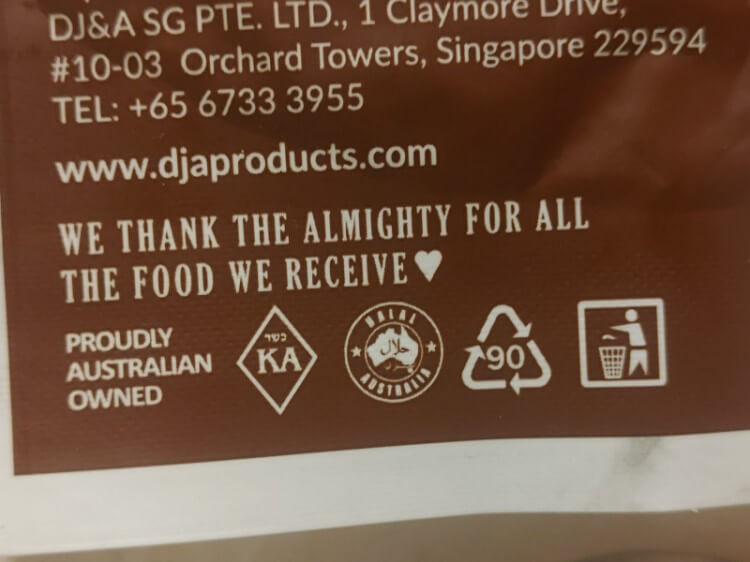 DJ&A SG PTE. LTD., 1 Claymore Drive,
#10-03 Orchard Towers, Singapore 229594
TEL: +65 6733 3955
www.djaproducts.com
WE THANK THE ALMIGHTY FOR ALL
THE FOOD WE RECEIVE♥
PROUDLY
AUSTRALIAN
OWNED
כשר
KA
HALAL
حلال
AUSTRALIA
90